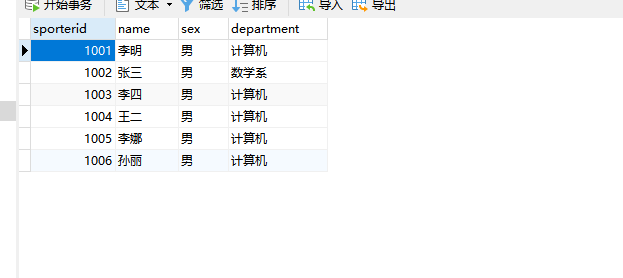 开始事务 文本 筛选 排序 导入 导出
sporterid name sex department
1001 李明 男 计算机
1002 张三 男 数学系
1003 李四 男 计算机
1004 王二 男 计算机
1005 李娜 男 计算机
1006 孙丽 男 计算机